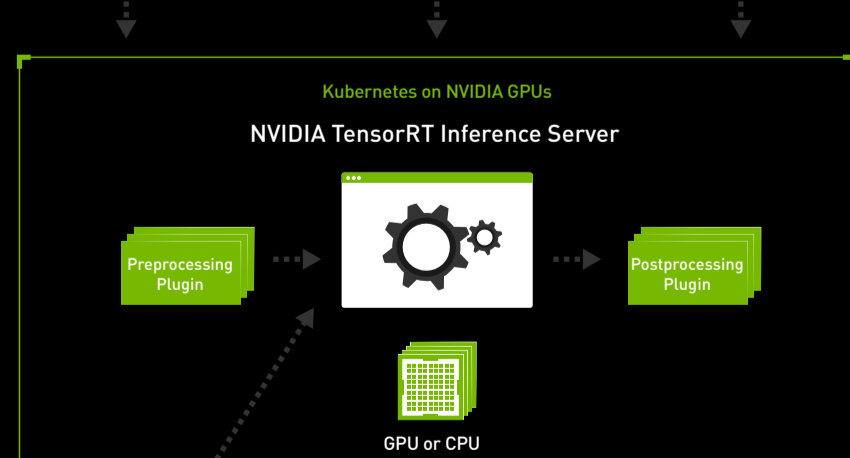 Kubernetes on NVIDIA GPUs
NVIDIA TensorRT Inference Server
Preprocessing
Plugin
Postprocessing
Plugin
GPU or CPU